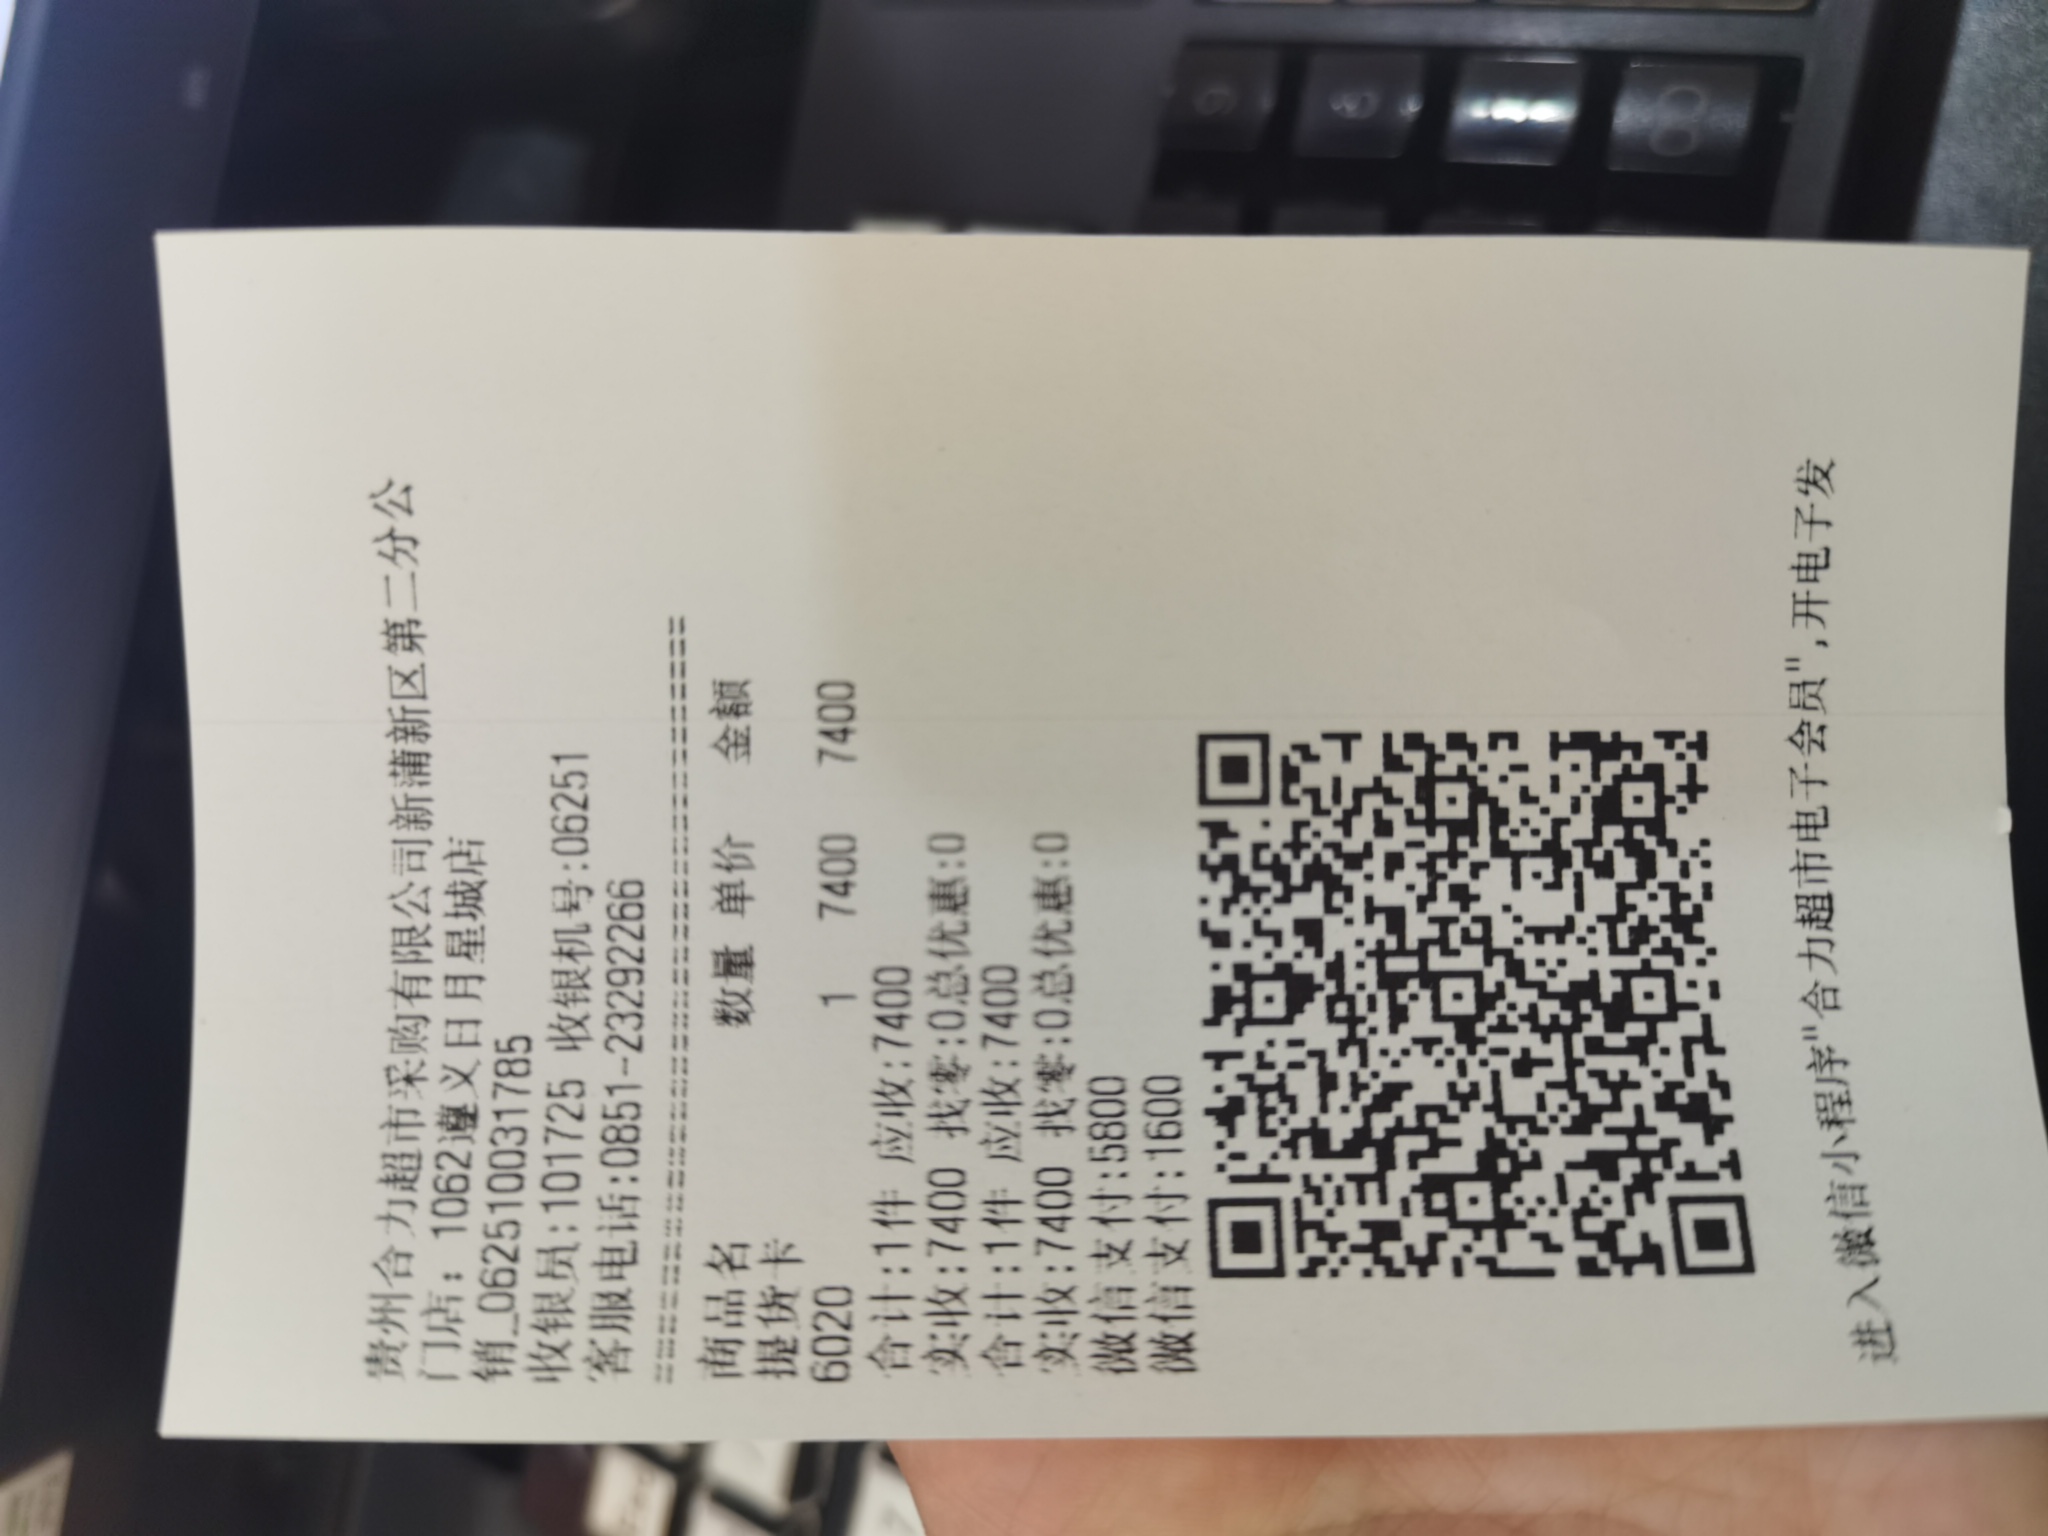 贵州合力超市采购有限公司新蒲新区第二分公
门店: 1062遵义日月星城店
销_062510031785
收银员:101725 收银机号:06251
客服电话:0851-23292266
商品名 数量 单价 金额
提货卡
6020 1 7400 7400
合计:1件 应收:7400
实收:7400 找零:0总优惠:0
合计:1件 应收:7400
实收:7400 找零:0总优惠:0
微信支付:5800
微信支付:1600
进入微信小程序"合力超市电子会员",开电子发